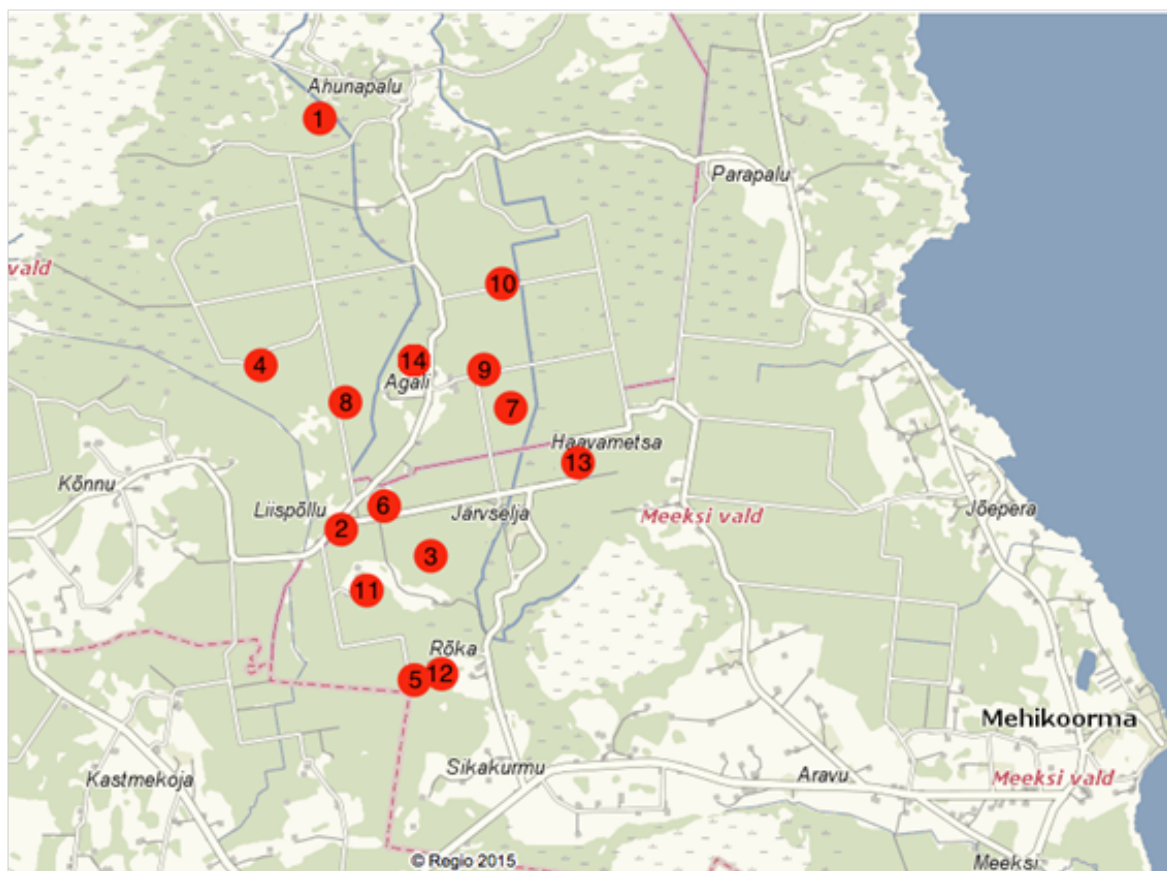 Ahunapalu
1
Parapalu
vald
10
4
14
9
Agali
8
7
Haavametsa
13
Kõnnu
Liispõllu
6
Järvselja
Jõepera
2
Meeksi vald
3
11
Rõka
5
12
Mehikoorma
Sikakurmu
Kastmekoja
Aravu
Meeksi vald
© Regio 2015
Meeksi